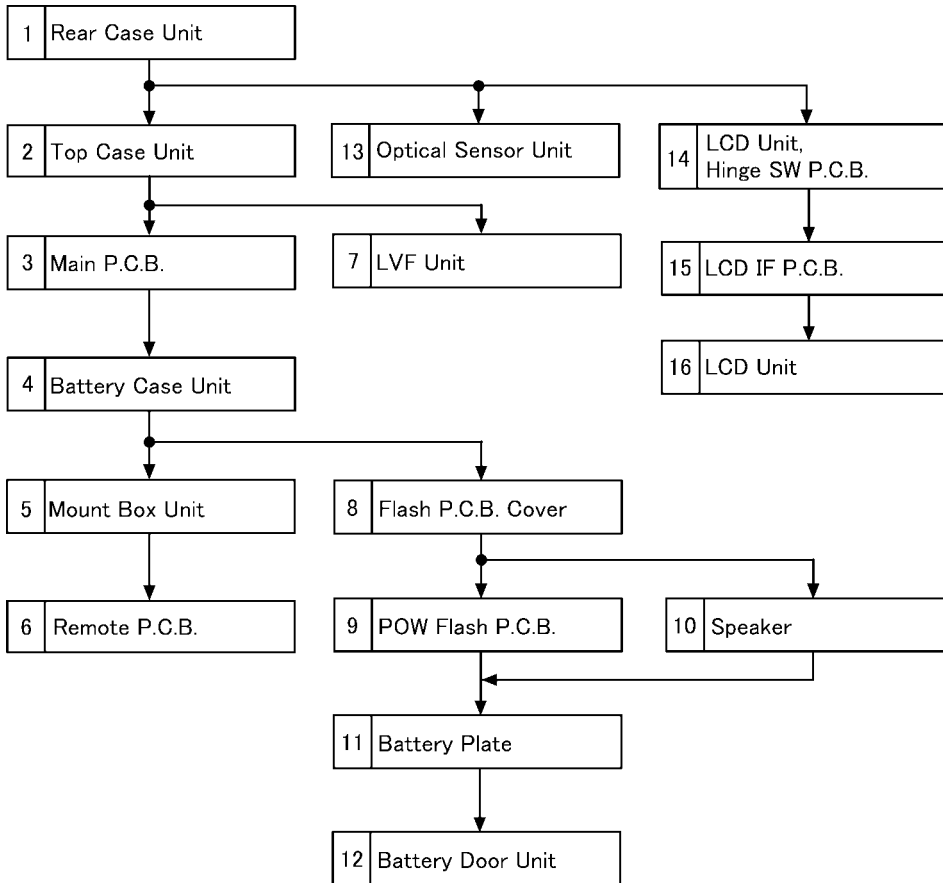 1 Rear Case Unit
2 Top Case Unit
13 Optical Sensor Unit
14 LCD Unit,
Hinge SW P.C.B.
3 Main P.C.B.
7 LVF Unit
15 LCD IF P.C.B.
16 LCD Unit
4 Battery Case Unit
5 Mount Box Unit
8 Flash P.C.B. Cover
6 Remote P.C.B.
9 POW Flash P.C.B.
10 Speaker
11 Battery Plate
12 Battery Door Unit